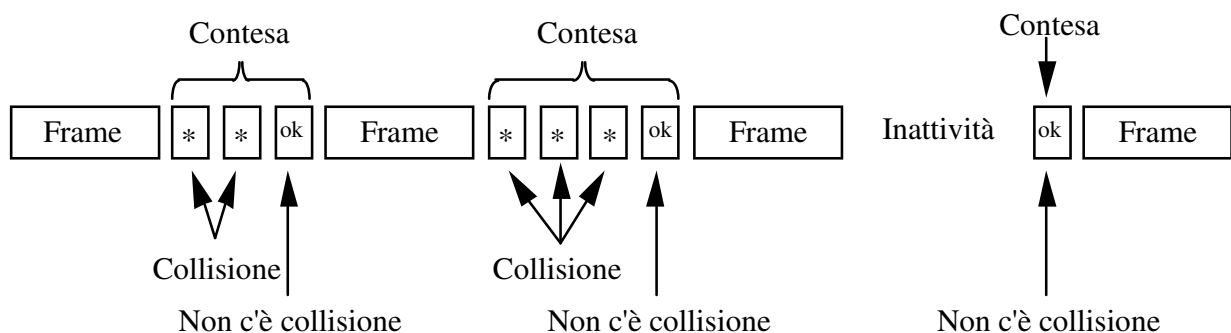 Contesa Contesa Contesa
Frame * * ok Frame * * * ok Frame Inattività ok Frame
Collisione Collisione
Non c'è collisione Non c'è collisione Non c'è collisione